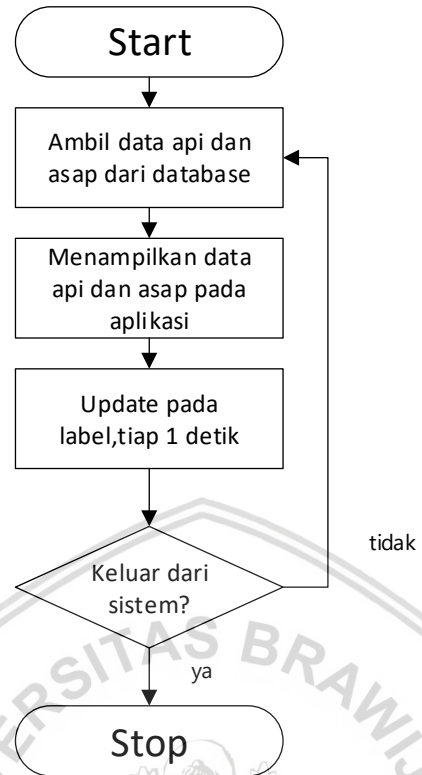 Start
Ambil data api dan
asap dari database
Menampilkan data
api dan asap pada
aplikasi
Update pada
label,tiap 1 detik
tidak
Keluar dari
sistem?
ya
Stop